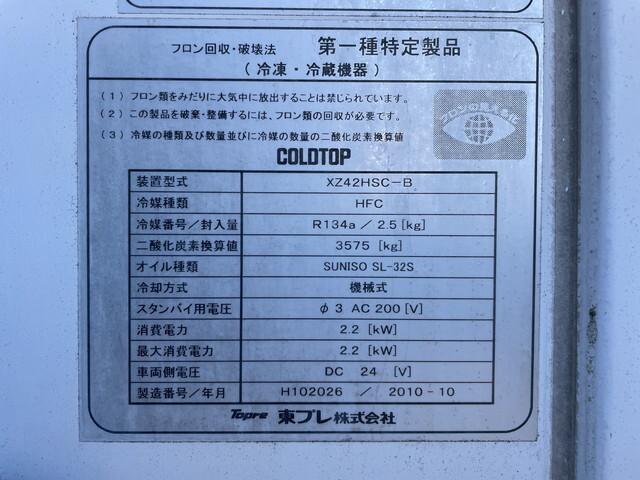 フロン回収・破壊法 第一種特定製品
（ 冷凍・冷蔵機器 ）
（１）フロン類をみだりに大気中に放出することは禁じられています。
（２）この製品を廃棄・整備するには、フロン類の回収が必要です。
（３）冷媒の種類及び数量並びに冷媒の数量の二酸化炭素換算値
フロンの見える化
COLDTOP
装置型式 XZ42HSC-B
冷媒種類 HFC
冷媒番号／封入量 R134a ／ 2.5 [kg]
二酸化炭素換算値 3575 [kg]
オイル種類 SUNISO SL-32S
冷却方式 機械式
スタンバイ用電圧 φ3 AC 200 [V]
消費電力 2.2 [kW]
最大消費電力 2.2 [kW]
車両側電圧 DC 24 [V]
製造番号／年月 H102026 ／ 2010-10
Topre 東プレ株式会社